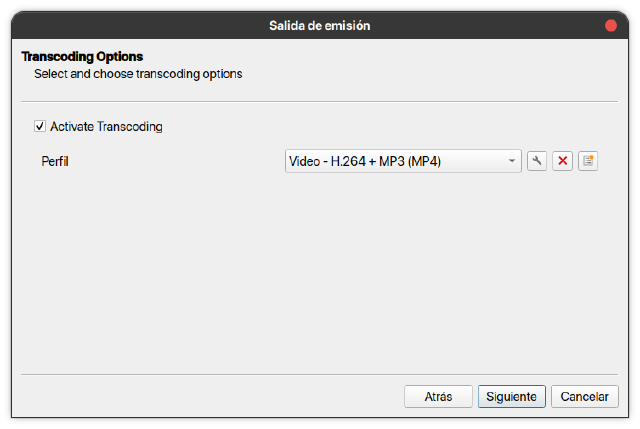 Salida de emisión
Transcoding Options
Select and choose transcoding options
Activate Transcoding
Perfil
Video - H.264 + MP3 (MP4)
Atrás
Siguiente
Cancelar